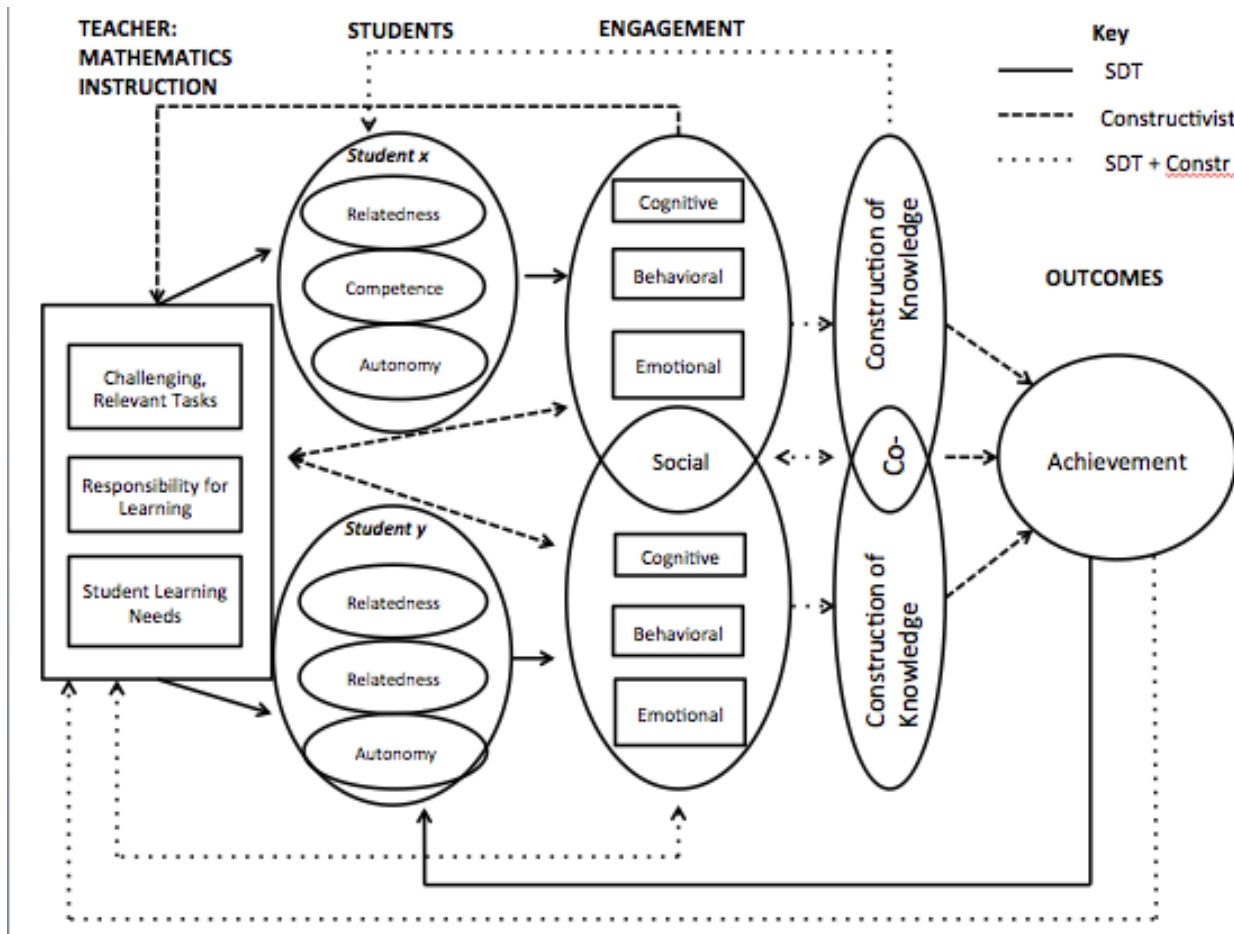 TEACHER:
MATHEMATICS
INSTRUCTION
STUDENTS
ENGAGEMENT
Key
SDT
Constructivist
SDT + Constr
Student x
Relatedness
Competence
Autonomy
Cognitive
Behavioral
Emotional
Social
Construction of
Knowledge
Co-
OUTCOMES
Achievement
Challenging,
Relevant Tasks
Responsibility for
Learning
Student Learning
Needs
Student y
Relatedness
Relatedness
Autonomy
Cognitive
Behavioral
Emotional
Construction of
Knowledge